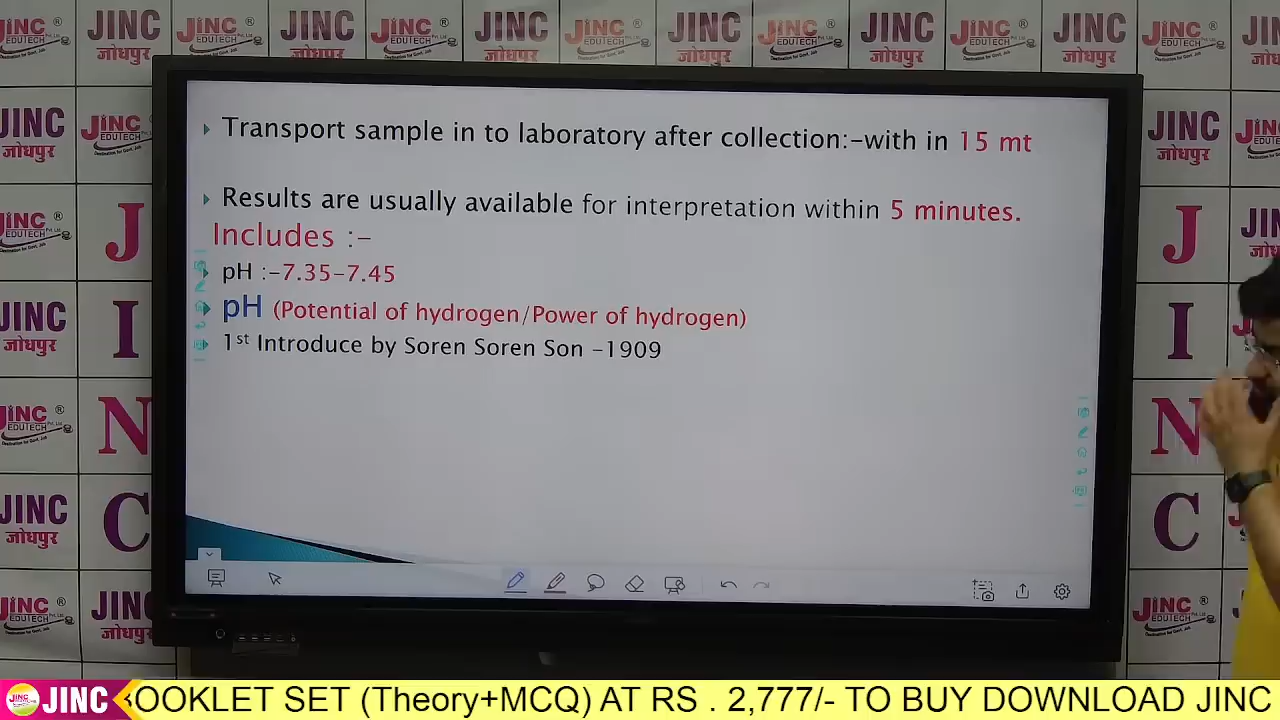 Transport sample in to laboratory after collection:-with in 15 mt
Results are usually available for interpretation within 5 minutes.
Includes :-
pH :-7.35-7.45
pH (Potential of hydrogen/Power of hydrogen)
1st Introduce by Soren Soren Son -1909
JINC
जोधपुर
JINC
EDUTECH
J
I
N
C
J
I
N
C
JINC
OOKLET SET (Theory+MCQ) AT RS . 2,777/- TO BUY DOWNLOAD JINC